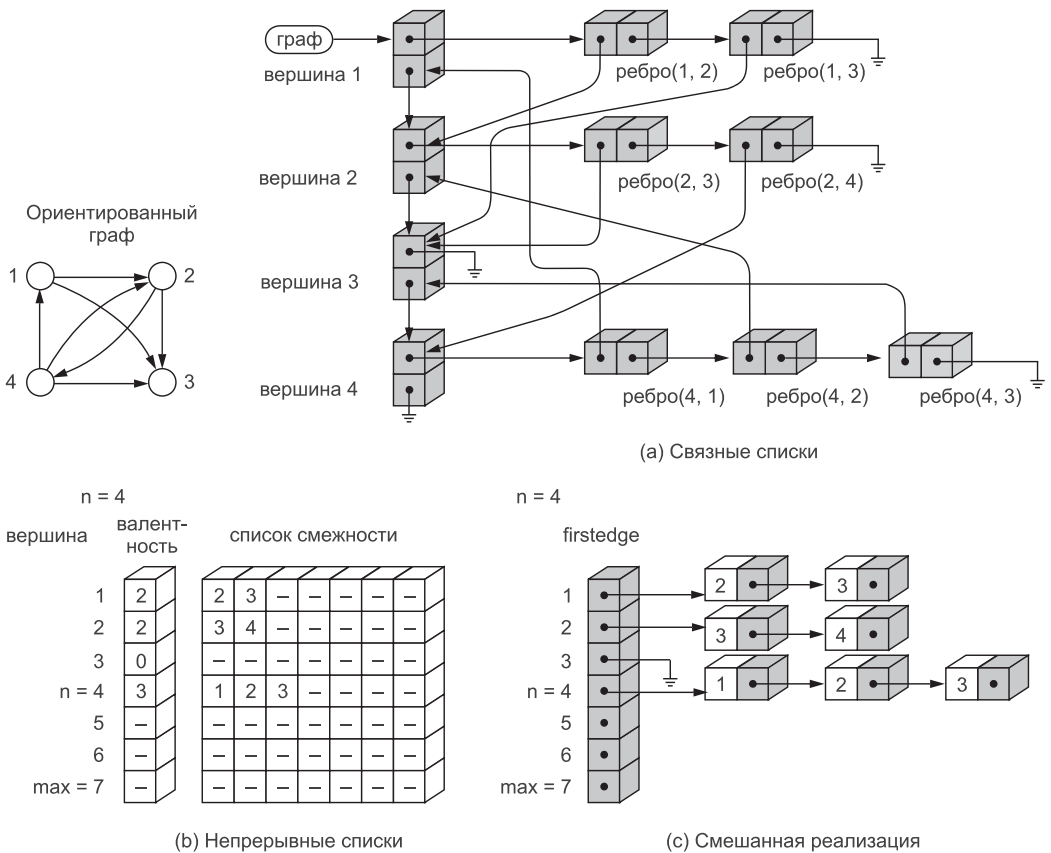 граф
вершина 1
ребро(1, 2)
ребро(1, 3)
вершина 2
ребро(2, 3)
ребро(2, 4)
Ориентированный
граф
1
2
4
3
вершина 3
вершина 4
ребро(4, 1)
ребро(4, 2)
ребро(4, 3)
(a) Связные списки
n = 4
вершина
валент-
ность
список смежности
1 2 2 3 – – – – –
2 2 3 4 – – – – –
3 0 – – – – – – –
n = 4 3 1 2 3 – – – –
5 – – – – – – – –
6 – – – – – – – –
max = 7 – – – – – – – –
(b) Непрерывные списки
n = 4
firstedge
1 2 3
2 3 4
3
n = 4 1 2 3
5
6
max = 7
(c) Смешанная реализация